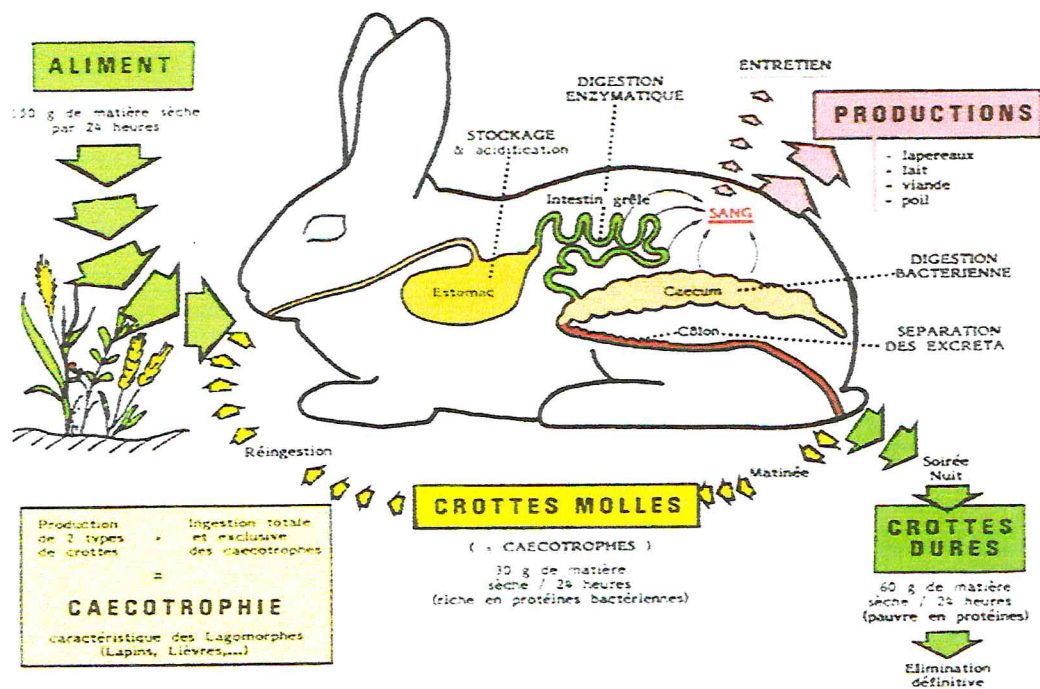 ALIMENT
150 g de matière sèche
par 24 heures
STOCKAGE
& acidification
DIGESTION
ENZYMATIQUE
ENTRETIEN
PRODUCTIONS
- lapereaux
- lait
- viande
- poil
Intestin grêle
SANG
Estomac
Caecum
DIGESTION
BACTÉRIENNE
Côlon
SEPARATION
DES EXCRETA
Réingestion
Matinée
Soirée
Nuit
CROTTES MOLLES
( = CAECOTROPHES )
30 g de matière
sèche / 24 heures
(riche en protéines bactériennes)
CROTTES
DURES
60 g de matière
sèche / 24 heures
(pauvre en protéines)
Elimination
définitive
Production
de 2 types
de crottes
Ingestion totale
et exclusive
des caecotrophes
=
CAECOTROPHIE
caractéristique des Lagomorphes
(Lapins, Lièvres,...)